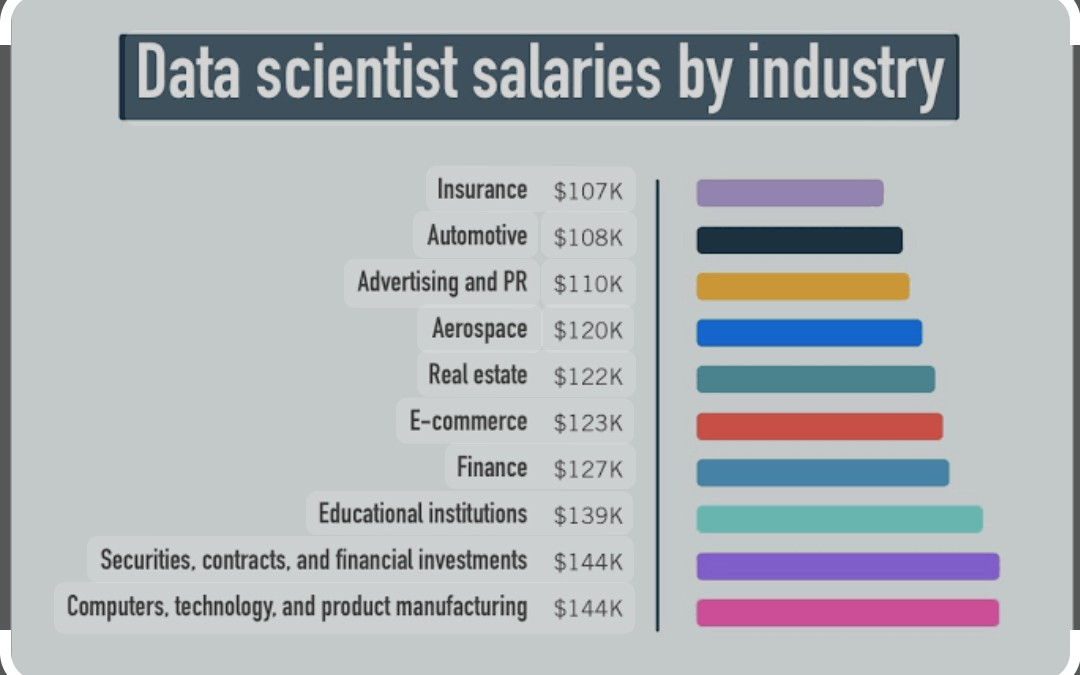 Data scientist salaries by industry
Insurance $107K
Automotive $108K
Advertising and PR $110K
Aerospace $120K
Real estate $122K
E-commerce $123K
Finance $127K
Educational institutions $139K
Securities, contracts, and financial investments $144K
Computers, technology, and product manufacturing $144K